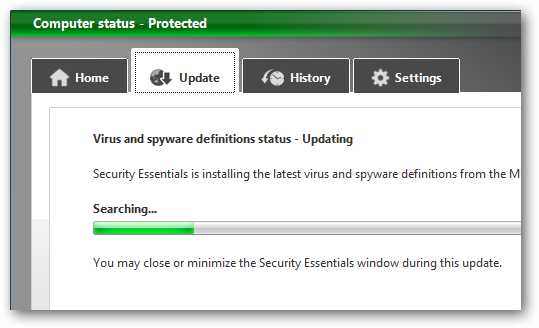 Computer status - Protected
Home Update History Settings
Virus and spyware definitions status - Updating
Security Essentials is installing the latest virus and spyware definitions from the M
Searching...
You may close or minimize the Security Essentials window during this update.